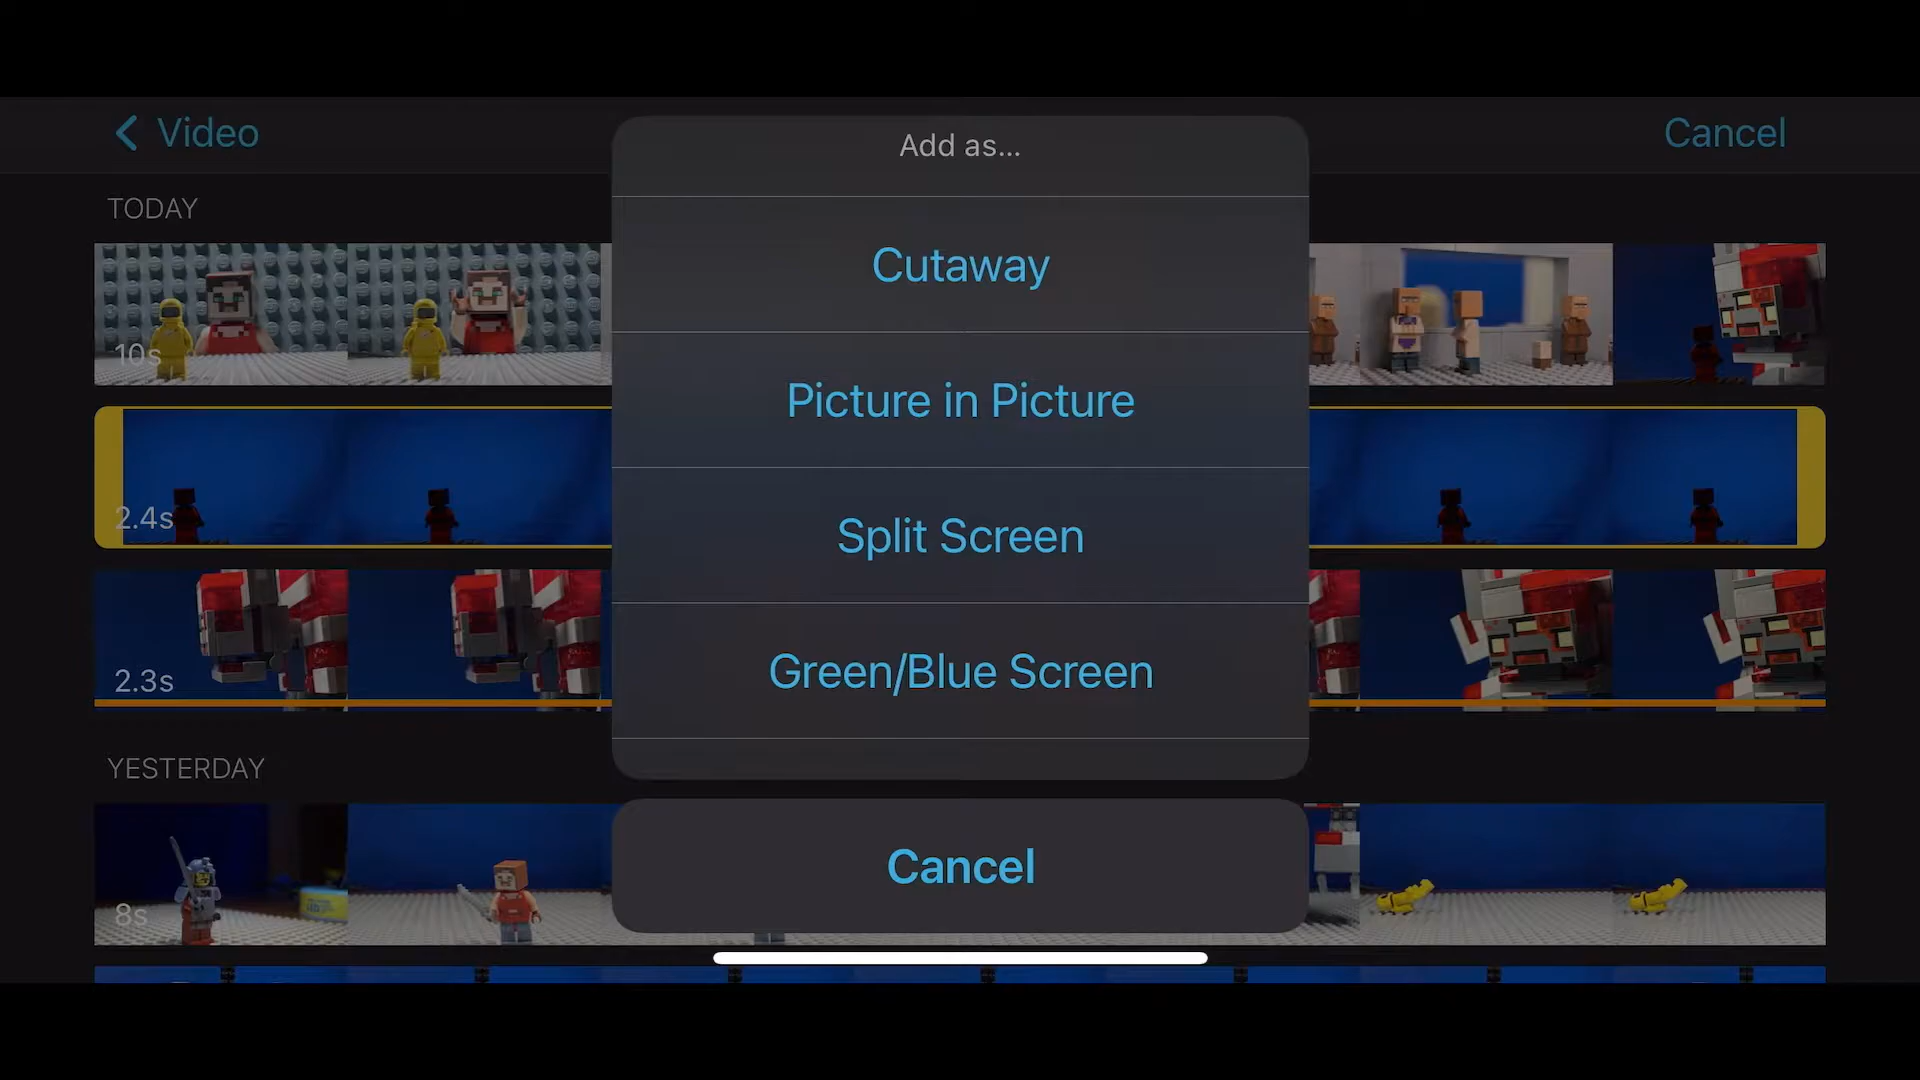 Video
Add as...
Cancel
TODAY
Cutaway
10s
Picture in Picture
2.4s
Split Screen
2.3s
Green/Blue Screen
YESTERDAY
8s
Cancel